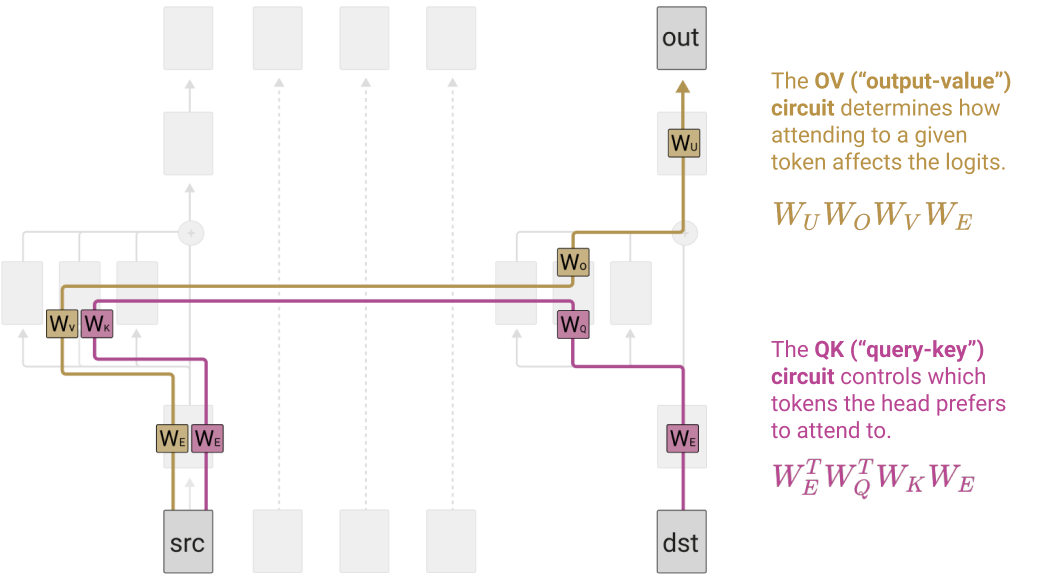 out
The OV (“output-value”)
circuit determines how
attending to a given
token affects the logits.
W_U
W_U W_O W_V W_E
+
+
W_O
W_V
W_K
W_Q
The QK (“query-key”)
circuit controls which
tokens the head prefers
to attend to.
W_E
W_E
W_E
W_E^T W_Q^T W_K W_E
src
dst